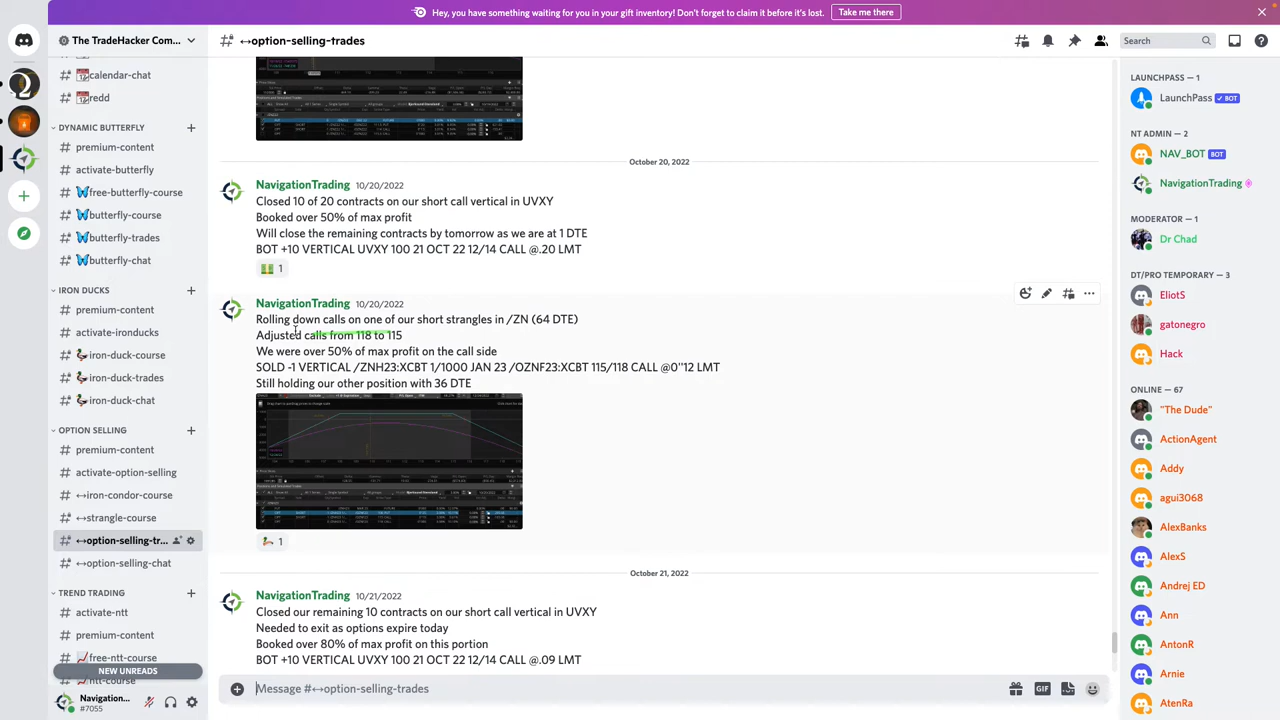 Hey, you have something waiting for you in your gift inventory! Don't forget to claim it before it's lost.
Take me there
The TradeHacker Com...
calendar-chat
redd
DYNAMIC BUTTERFLY
premium-content
activate-butterfly
free-butterfly-course
butterfly-course
butterfly-trades
butterfly-chat
IRON DUCKS
premium-content
activate-ironducks
iron-duck-course
iron-duck-trades
iron-duck-chat
OPTION SELLING
premium-content
activate-option-selling
↔iron-condor-course
↔strangle-course
↔option-selling-tr...
↔option-selling-chat
TREND TRADING
activate-ntt
premium-content
free-ntt-course
NEW UNREADS
ntt-course
Navigation...
#7055
↔option-selling-trades
Search
October 20, 2022
NavigationTrading 10/20/2022
Closed 10 of 20 contracts on our short call vertical in UVXY
Booked over 50% of max profit
Will close the remaining contracts by tomorrow as we are at 1 DTE
BOT +10 VERTICAL UVXY 100 21 OCT 22 12/14 CALL @.20 LMT
1
NavigationTrading 10/20/2022
Rolling down calls on one of our short strangles in /ZN (64 DTE)
Adjusted calls from 118 to 115
We were over 50% of max profit on the call side
SOLD -1 VERTICAL /ZNH23:XCBT 1/1000 JAN 23 /OZNF23:XCBT 115/118 CALL @0"12 LMT
Still holding our other position with 36 DTE
1
October 21, 2022
NavigationTrading 10/21/2022
Closed our remaining 10 contracts on our short call vertical in UVXY
Needed to exit as options expire today
Booked over 80% of max profit on this portion
BOT +10 VERTICAL UVXY 100 21 OCT 22 12/14 CALL @.09 LMT
Message #↔option-selling-trades
GIF
LAUNCHPASS — 1
LaunchPass ✓ BOT
NT ADMIN — 2
NAV_BOT BOT
NavigationTrading
MODERATOR — 1
Dr Chad
DT/PRO TEMPORARY — 3
EliotS
gatonegro
Hack
ONLINE — 67
"The Dude"
ActionAgent
Addy
agui3068
AlexBanks
AlexS
Andrej ED
Ann
AntonR
Arnie
AtenRa